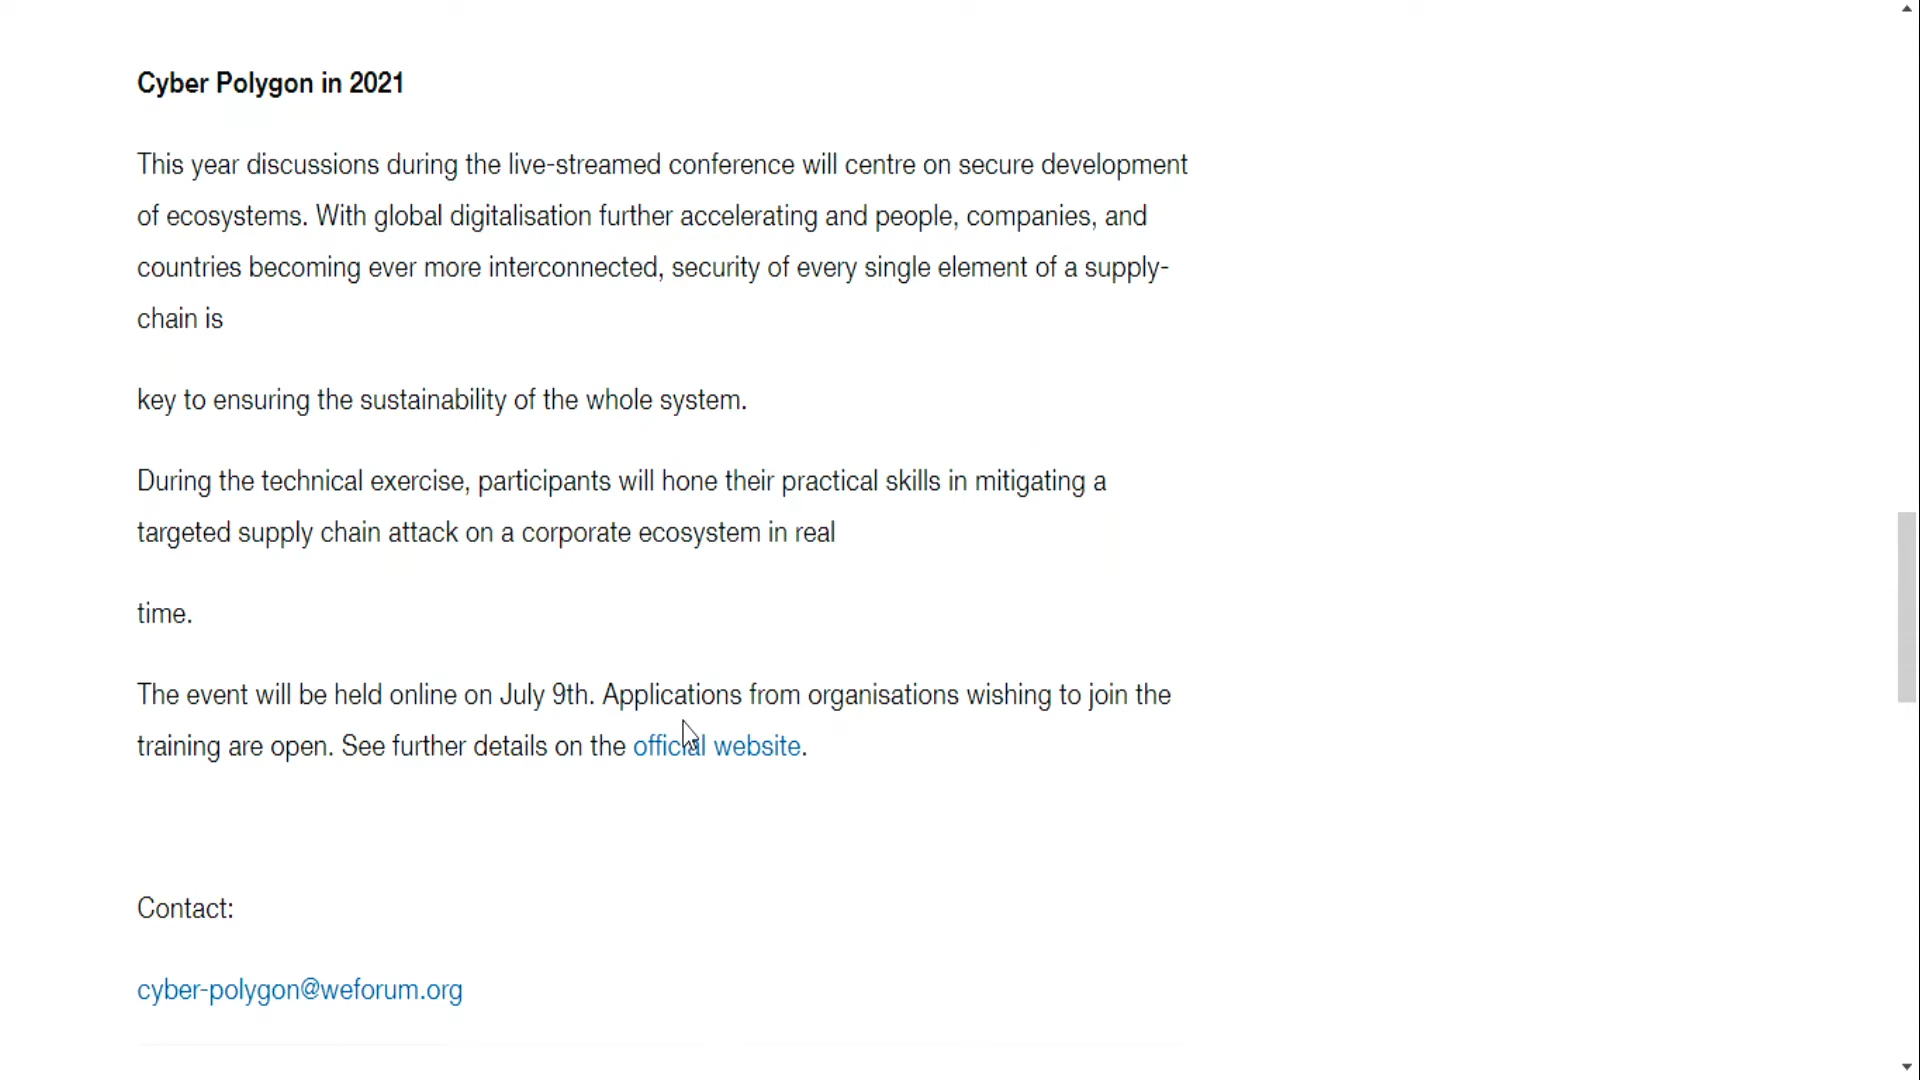 Cyber Polygon in 2021
This year discussions during the live-streamed conference will centre on secure development
of ecosystems. With global digitalisation further accelerating and people, companies, and
countries becoming ever more interconnected, security of every single element of a supply-
chain is
key to ensuring the sustainability of the whole system.
During the technical exercise, participants will hone their practical skills in mitigating a
targeted supply chain attack on a corporate ecosystem in real
time.
The event will be held online on July 9th. Applications from organisations wishing to join the
training are open. See further details on the official website.
Contact:
cyber-polygon@weforum.org